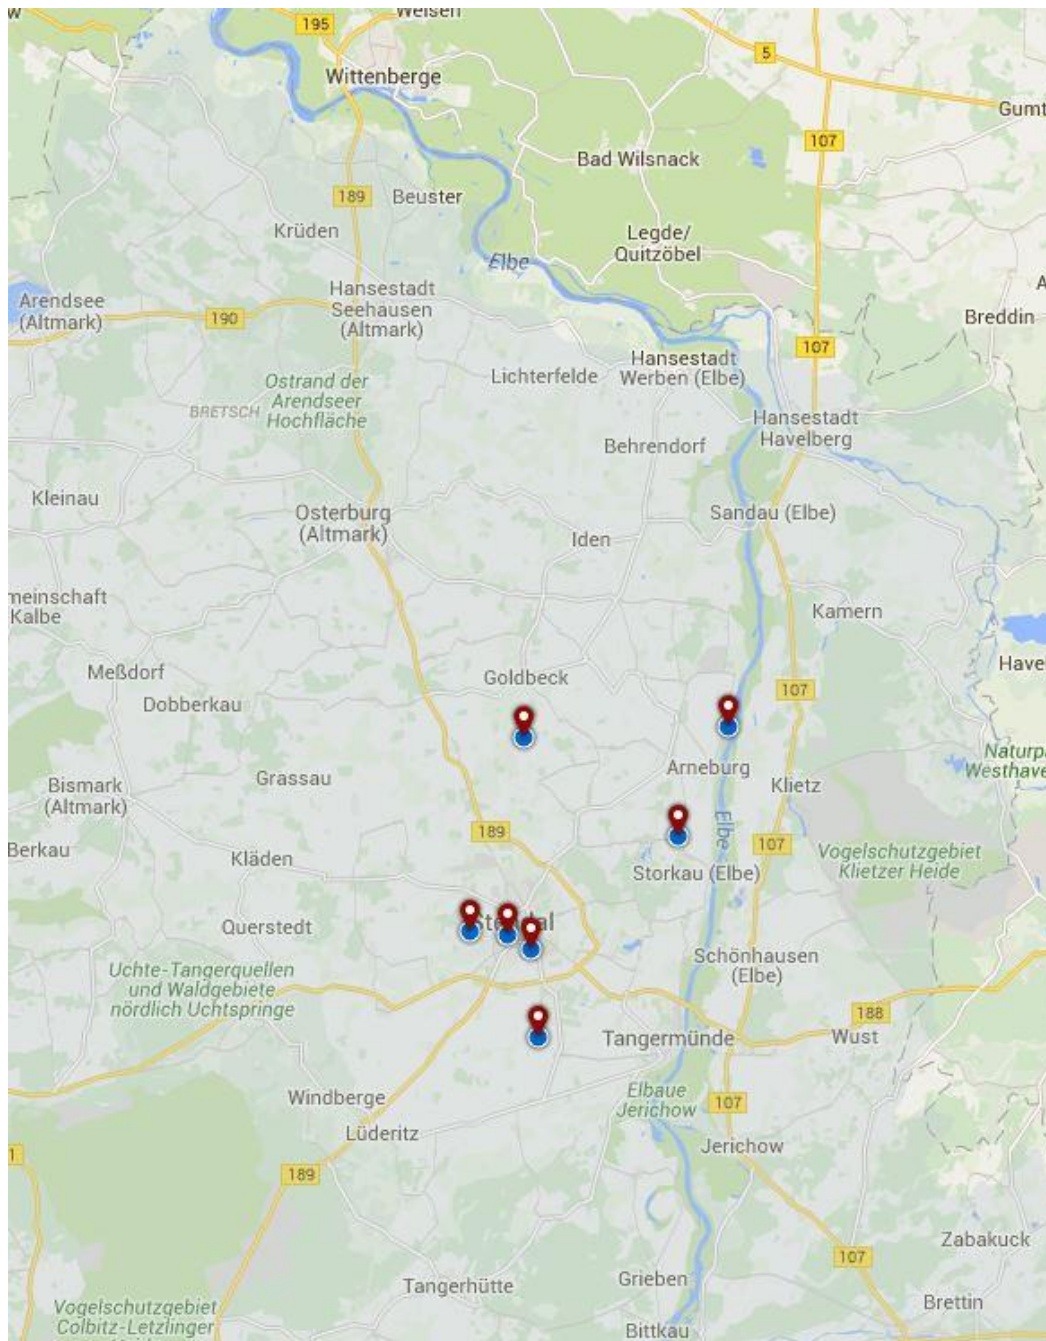 w
195
Weisen
5
Wittenberge
Gumt
107
Bad Wilsnack
189
Beuster
Krüden
Legde/
Quitzöbel
Elbe
Arendsee
(Altmark)
Hansestadt
Seehausen
(Altmark)
190
Breddin
107
Hansestadt
Werben (Elbe)
Lichterfelde
Ostrand der
Arendseer
Hochfläche
BRETSCH
Hansestadt
Havelberg
Behrendorf
Kleinau
Osterburg
(Altmark)
Sandau (Elbe)
Iden
meinschaft
Kalbe
Kamern
Meßdorf
Goldbeck
Have
Dobberkau
107
Naturpa
Westhave
Arneburg
Grassau
Bismark
(Altmark)
Klietz
Elbe
189
107
Berkau
Kläden
Vogelschutzgebiet
Klietzer Heide
Storkau (Elbe)
Querstedt
Uchte-Tangerquellen
und Waldgebiete
nördlich Uchtspringe
Schönhausen
(Elbe)
188
Tangermünde
Wust
Windberge
Elbaue
Jerichow
107
Lüderitz
Jerichow
1
189
Zabakuck
107
Tangerhütte
Grieben
Brettin
Vogelschutzgebiet
Colbitz-Letzlinger
Bittkau